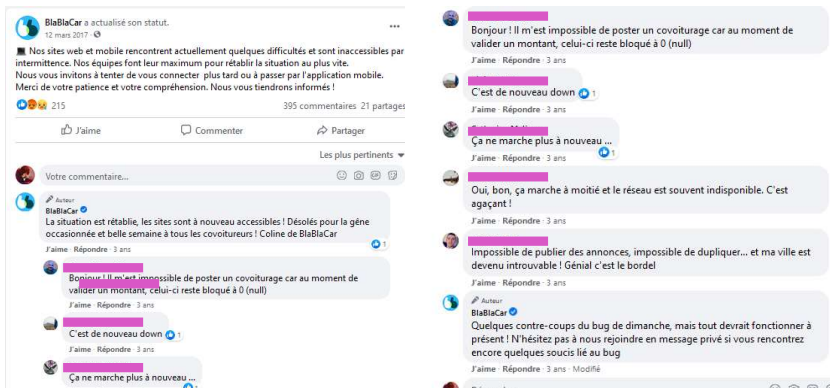 BlaBlaCar a actualisé son statut.
12 mars 2017
Nos sites web et mobile rencontrent actuellement quelques difficultés et sont inaccessibles par
intermittence. Nos équipes font leur maximum pour rétablir la situation au plus vite.
Nous vous invitons à tenter de vous connecter plus tard ou à passer par l'application mobile.
Merci de votre patience et votre compréhension. Nous vous tiendrons informés !
215
395 commentaires 21 partages
J'aime Commenter Partager
Les plus pertinents
Votre commentaire...
Auteur
BlaBlaCar
La situation est rétablie, les sites sont à nouveau accessibles ! Désolés pour la gêne
occasionnée et belle semaine à tous les covoitureurs ! Coline de BlaBlaCar
1
J'aime · Répondre · 3 ans
Bonjour ! Il m'est impossible de poster un covoiturage car au moment de
valider un montant, celui-ci reste bloqué à 0 (null)
J'aime · Répondre · 3 ans
C'est de nouveau down 1
J'aime · Répondre · 3 ans
Ça ne marche plus à nouveau ...
1
Bonjour ! Il m'est impossible de poster un covoiturage car au moment de
valider un montant, celui-ci reste bloqué à 0 (null)
J'aime · Répondre · 3 ans
C'est de nouveau down 1
J'aime · Répondre · 3 ans
Ça ne marche plus à nouveau ...
1
J'aime · Répondre · 3 ans
Oui, bon, ça marche à moitié et le réseau est souvent indisponible. C'est
agaçant !
J'aime · Répondre · 3 ans
Impossible de publier des annonces, impossible de dupliquer... et ma ville est
devenu introuvable ! Génial c'est le bordel
J'aime · Répondre · 3 ans
Auteur
BlaBlaCar
Quelques contre-coups du bug de dimanche, mais tout devrait fonctionner à
présent ! N'hésitez pas à nous rejoindre en message privé si vous rencontrez
encore quelques soucis lié au bug
J'aime · Répondre · 3 ans · Modifié